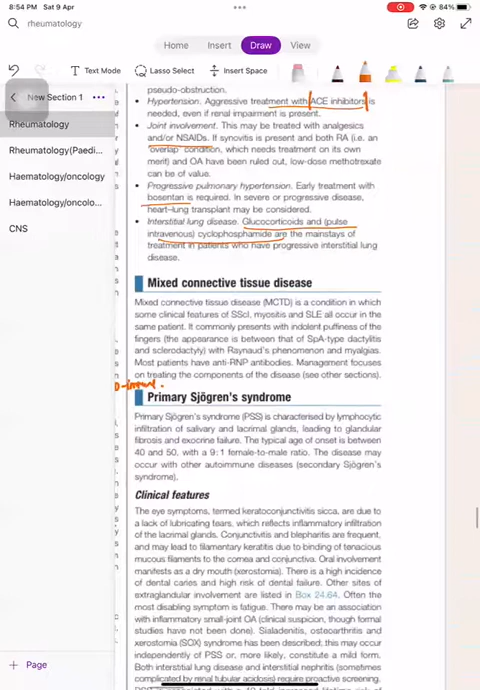 8:54 PM Sat 9 Apr
84%
rheumatology
Home Insert Draw View
Text Mode Lasso Select Insert Space
New Section 1
Rheumatology
Rheumatology(Paedi...
Haematology/oncology
Haematology/oncolo...
CNS
Page
pseudo-obstruction.
• Hypertension. Aggressive treatment with ACE inhibitors is
needed, even if renal impairment is present.
• Joint involvement. This may be treated with analgesics
and/or NSAIDs. If synovitis is present and both RA (i.e. an
overlap condition, which needs treatment on its own
merit) and OA have been ruled out, low-dose methotrexate
can be of value.
• Progressive pulmonary hypertension. Early treatment with
bosentan is required. In severe or progressive disease,
heart–lung transplant may be considered.
• Interstitial lung disease. Glucocorticoids and (pulse
intravenous) cyclophosphamide are the mainstays of
treatment in patients who have progressive interstitial lung
disease.
Mixed connective tissue disease
Mixed connective tissue disease (MCTD) is a condition in which
some clinical features of SScl, myositis and SLE all occur in the
same patient. It commonly presents with indolent puffiness of the
fingers (the appearance is between that of SpA-type dactylitis
and sclerodactyly) with Raynaud's phenomenon and myalgias.
Most patients have anti-RNP antibodies. Management focuses
on treating the components of the disease (see other sections).
Primary Sjögren's syndrome
Primary Sjögren's syndrome (PSS) is characterised by lymphocytic
infiltration of salivary and lacrimal glands, leading to glandular
fibrosis and exocrine failure. The typical age of onset is between
40 and 50, with a 9 : 1 female-to-male ratio. The disease may
occur with other autoimmune diseases (secondary Sjögren's
syndrome).
Clinical features
The eye symptoms, termed keratoconjunctivitis sicca, are due to
a lack of lubricating tears, which reflects inflammatory infiltration
of the lacrimal glands. Conjunctivitis and blepharitis are frequent,
and may lead to filamentary keratitis due to binding of tenacious
mucous filaments to the cornea and conjunctiva. Oral involvement
manifests as a dry mouth (xerostomia). There is a high incidence
of dental caries and high risk of dental failure. Other sites of
extraglandular involvement are listed in Box 24.64. Often the
most disabling symptom is fatigue. There may be an association
with inflammatory small-joint OA (clinical suspicion, though formal
studies have not been done). Sialadenitis, osteoarthritis and
xerostomia (SOX) syndrome has been described; this may occur
independently of PSS or, more likely, constitute a mild form.
Both interstitial lung disease and interstitial nephritis (sometimes
complicated by renal tubular acidosis) require proactive screening.